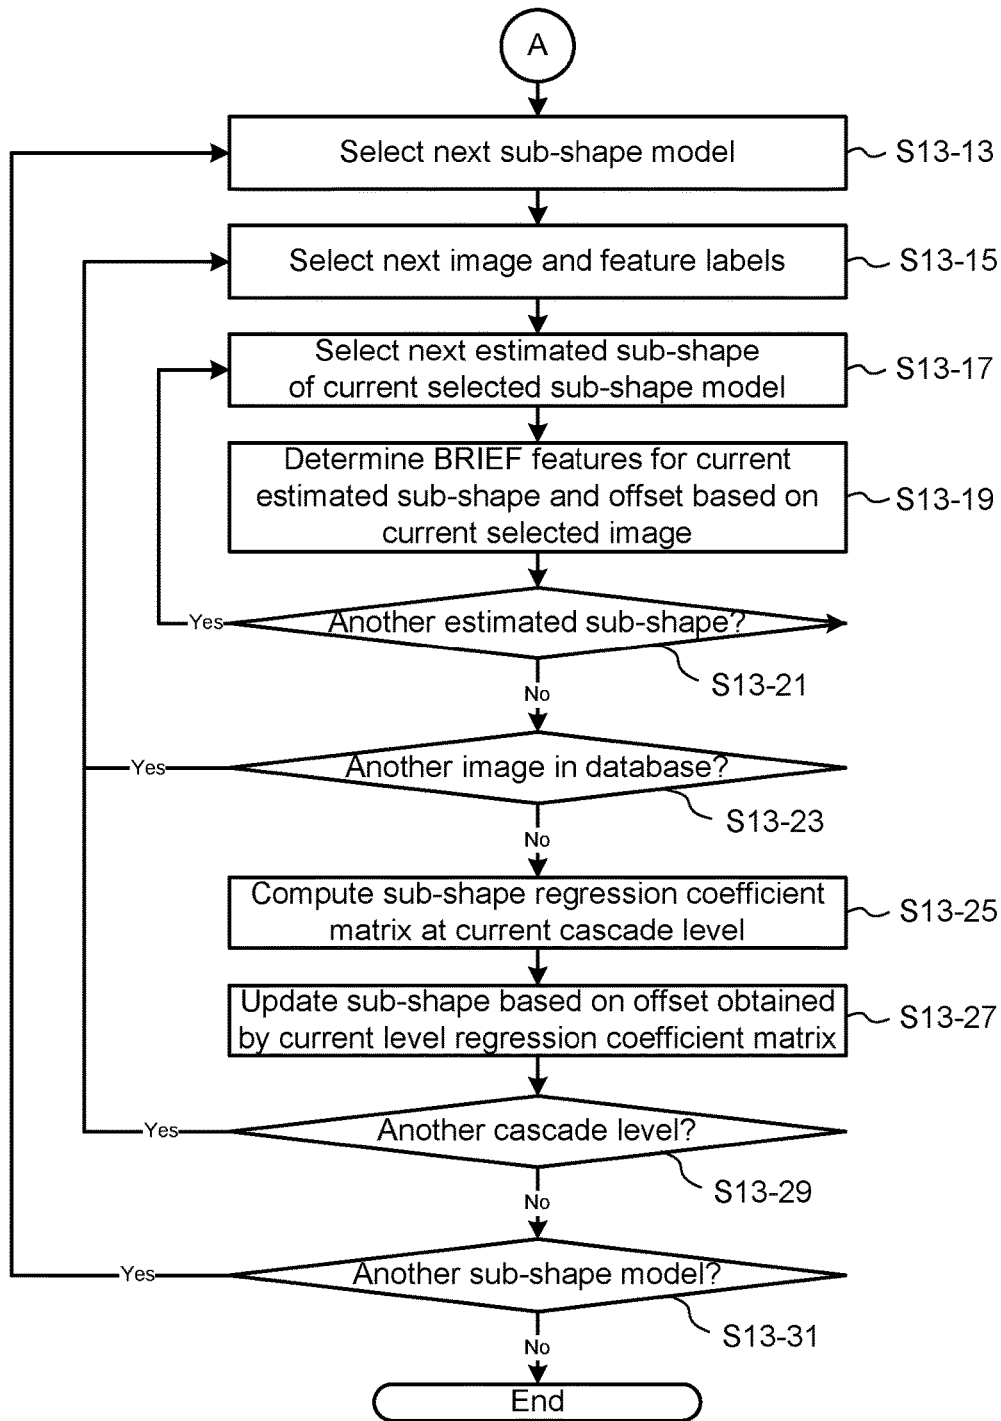 A
Select next sub-shape model
S13-13
Select next image and feature labels
S13-15
Select next estimated sub-shape
of current selected sub-shape model
S13-17
Determine BRIEF features for current
estimated sub-shape and offset based on
current selected image
S13-19
Yes
Another estimated sub-shape?
S13-21
No
Yes
Another image in database?
S13-23
No
Compute sub-shape regression coefficient
matrix at current cascade level
S13-25
Update sub-shape based on offset obtained
by current level regression coefficient matrix
S13-27
Yes
Another cascade level?
S13-29
No
Yes
Another sub-shape model?
S13-31
No
End